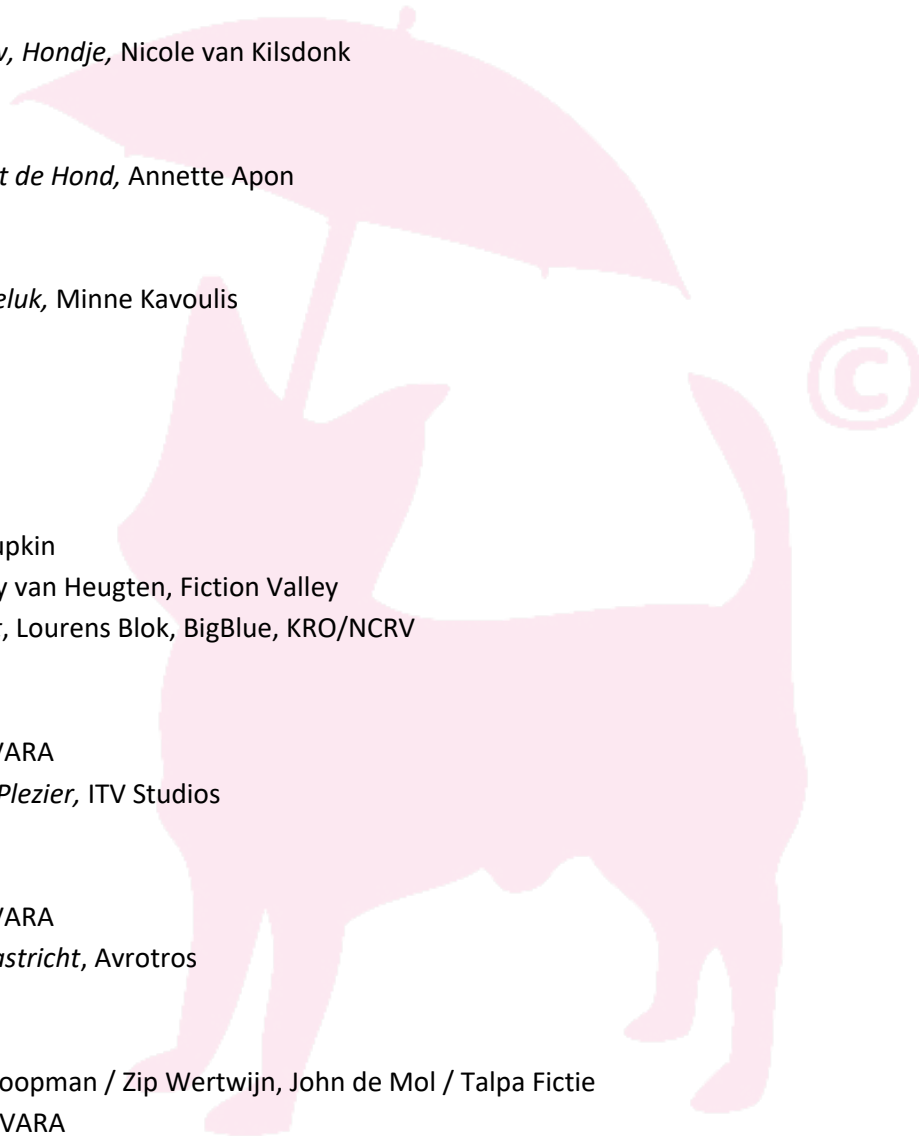 v, Hondje, Nicole van Kilsdonk
t de Hond, Annette Apon
eluk, Minne Kavoulis
©
upkin
y van Heugten, Fiction Valley
, Lourens Blok, BigBlue, KRO/NCRV
VARA
Plezier, ITV Studios
VARA
astricht, Avrotros
oopman / Zip Wertwijn, John de Mol / Talpa Fictie
VARA